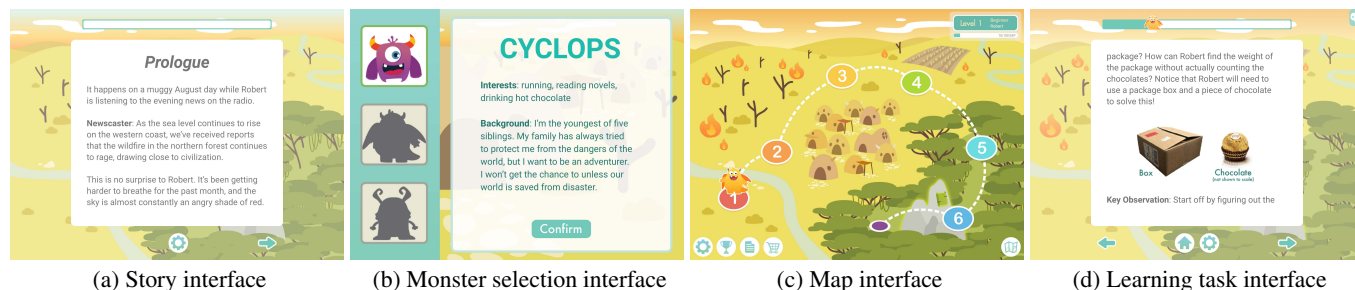 Prologue
It happens on a muggy August day while Robert
is listening to the evening news on the radio.
Newscaster: As the sea level continues to rise
on the western coast, we've received reports
that the wildfire in the northern forest continues
to rage, drawing close to civilization.
This is no surprise to Robert. It's been getting
harder to breathe for the past month, and the
sky is almost constantly an angry shade of red.
(a) Story interface
CYCLOPS
Interests: running, reading novels,
drinking hot chocolate
Background: I'm the youngest of five
siblings. My family has always tried
to protect me from the dangers of the
world, but I want to be an adventurer.
I won't get the chance to unless our
world is saved from disaster.
Confirm
(b) Monster selection interface
Level 1
Beginner
Robert
1
2
3
4
5
6
(c) Map interface
package? How can Robert find the weight of
the package without actually counting the
chocolates? Notice that Robert will need to
use a package box and a piece of chocolate
to solve this!
Box
Chocolate
(not shown to scale)
Key Observation: Start off by figuring out the
(d) Learning task interface